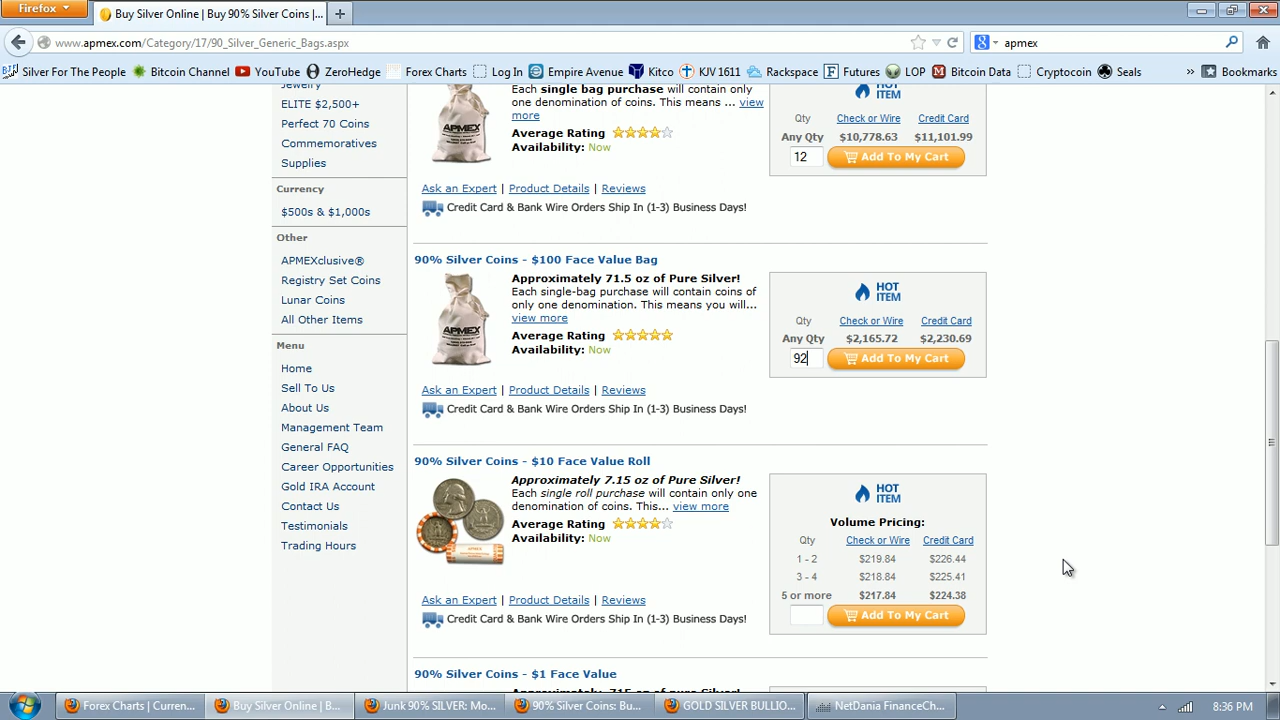 Firefox
Buy Silver Online | Buy 90% Silver Coins |...
www.apmex.com/Category/17/90_Silver_Generic_Bags.aspx
apmex
Silver For The People
Bitcoin Channel
YouTube
ZeroHedge
Forex Charts
Log In
Empire Avenue
Kitco
KJV 1611
Rackspace
Futures
LOP
Bitcoin Data
Cryptocoin
Seals
»
Bookmarks
Jewelry
ELITE $2,500+
Perfect 70 Coins
Commemoratives
Supplies
Currency
$500s & $1,000s
Other
APMEXclusive®
Registry Set Coins
Lunar Coins
All Other Items
Menu
Home
Sell To Us
About Us
Management Team
General FAQ
Career Opportunities
Gold IRA Account
Contact Us
Testimonials
Trading Hours
APMEX
Each single bag purchase will contain only
one denomination of coins. This means ... view
more
Average Rating
Availability: Now
HOT
ITEM
Qty Check or Wire Credit Card
Any Qty $10,778.63 $11,101.99
12 Add To My Cart
Ask an Expert | Product Details | Reviews
Credit Card & Bank Wire Orders Ship In (1-3) Business Days!
90% Silver Coins - $100 Face Value Bag
APMEX
Approximately 71.5 oz of Pure Silver!
Each single-bag purchase will contain coins of
only one denomination. This means you will...
view more
Average Rating
Availability: Now
HOT
ITEM
Qty Check or Wire Credit Card
Any Qty $2,165.72 $2,230.69
92 Add To My Cart
Ask an Expert | Product Details | Reviews
Credit Card & Bank Wire Orders Ship In (1-3) Business Days!
90% Silver Coins - $10 Face Value Roll
Approximately 7.15 oz of Pure Silver!
Each single roll purchase will contain only one
denomination of coins. This... view more
Average Rating
Availability: Now
HOT
ITEM
Volume Pricing:
Qty Check or Wire Credit Card
1 - 2 $219.84 $226.44
3 - 4 $218.84 $225.41
5 or more $217.84 $224.38
Add To My Cart
Ask an Expert | Product Details | Reviews
Credit Card & Bank Wire Orders Ship In (1-3) Business Days!
90% Silver Coins - $1 Face Value
Approximately .715 oz of pure Silver!
Forex Charts | Curren...
Buy Silver Online | B...
Junk 90% SILVER: Mo...
90% Silver Coins: Bu...
GOLD SILVER BULLIO...
NetDania FinanceCh...
8:36 PM